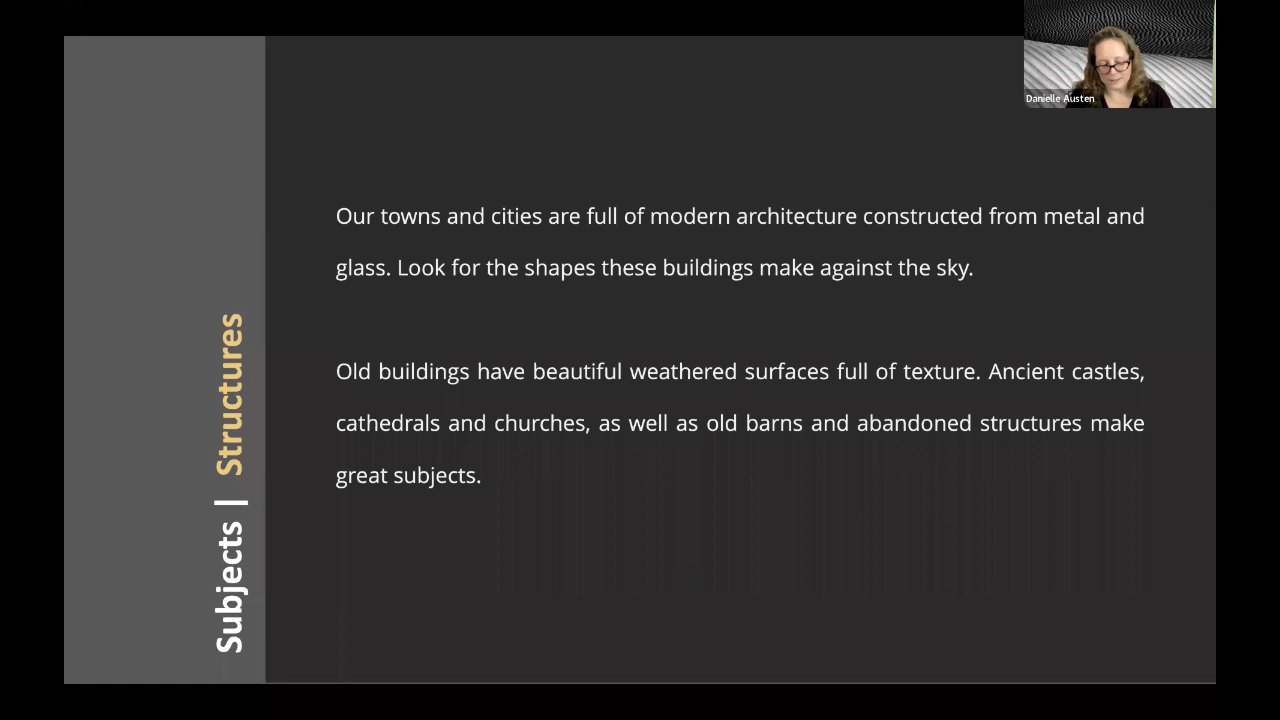 Danielle Austen
Subjects | Structures
Our towns and cities are full of modern architecture constructed from metal and
glass. Look for the shapes these buildings make against the sky.
Old buildings have beautiful weathered surfaces full of texture. Ancient castles,
cathedrals and churches, as well as old barns and abandoned structures make
great subjects.